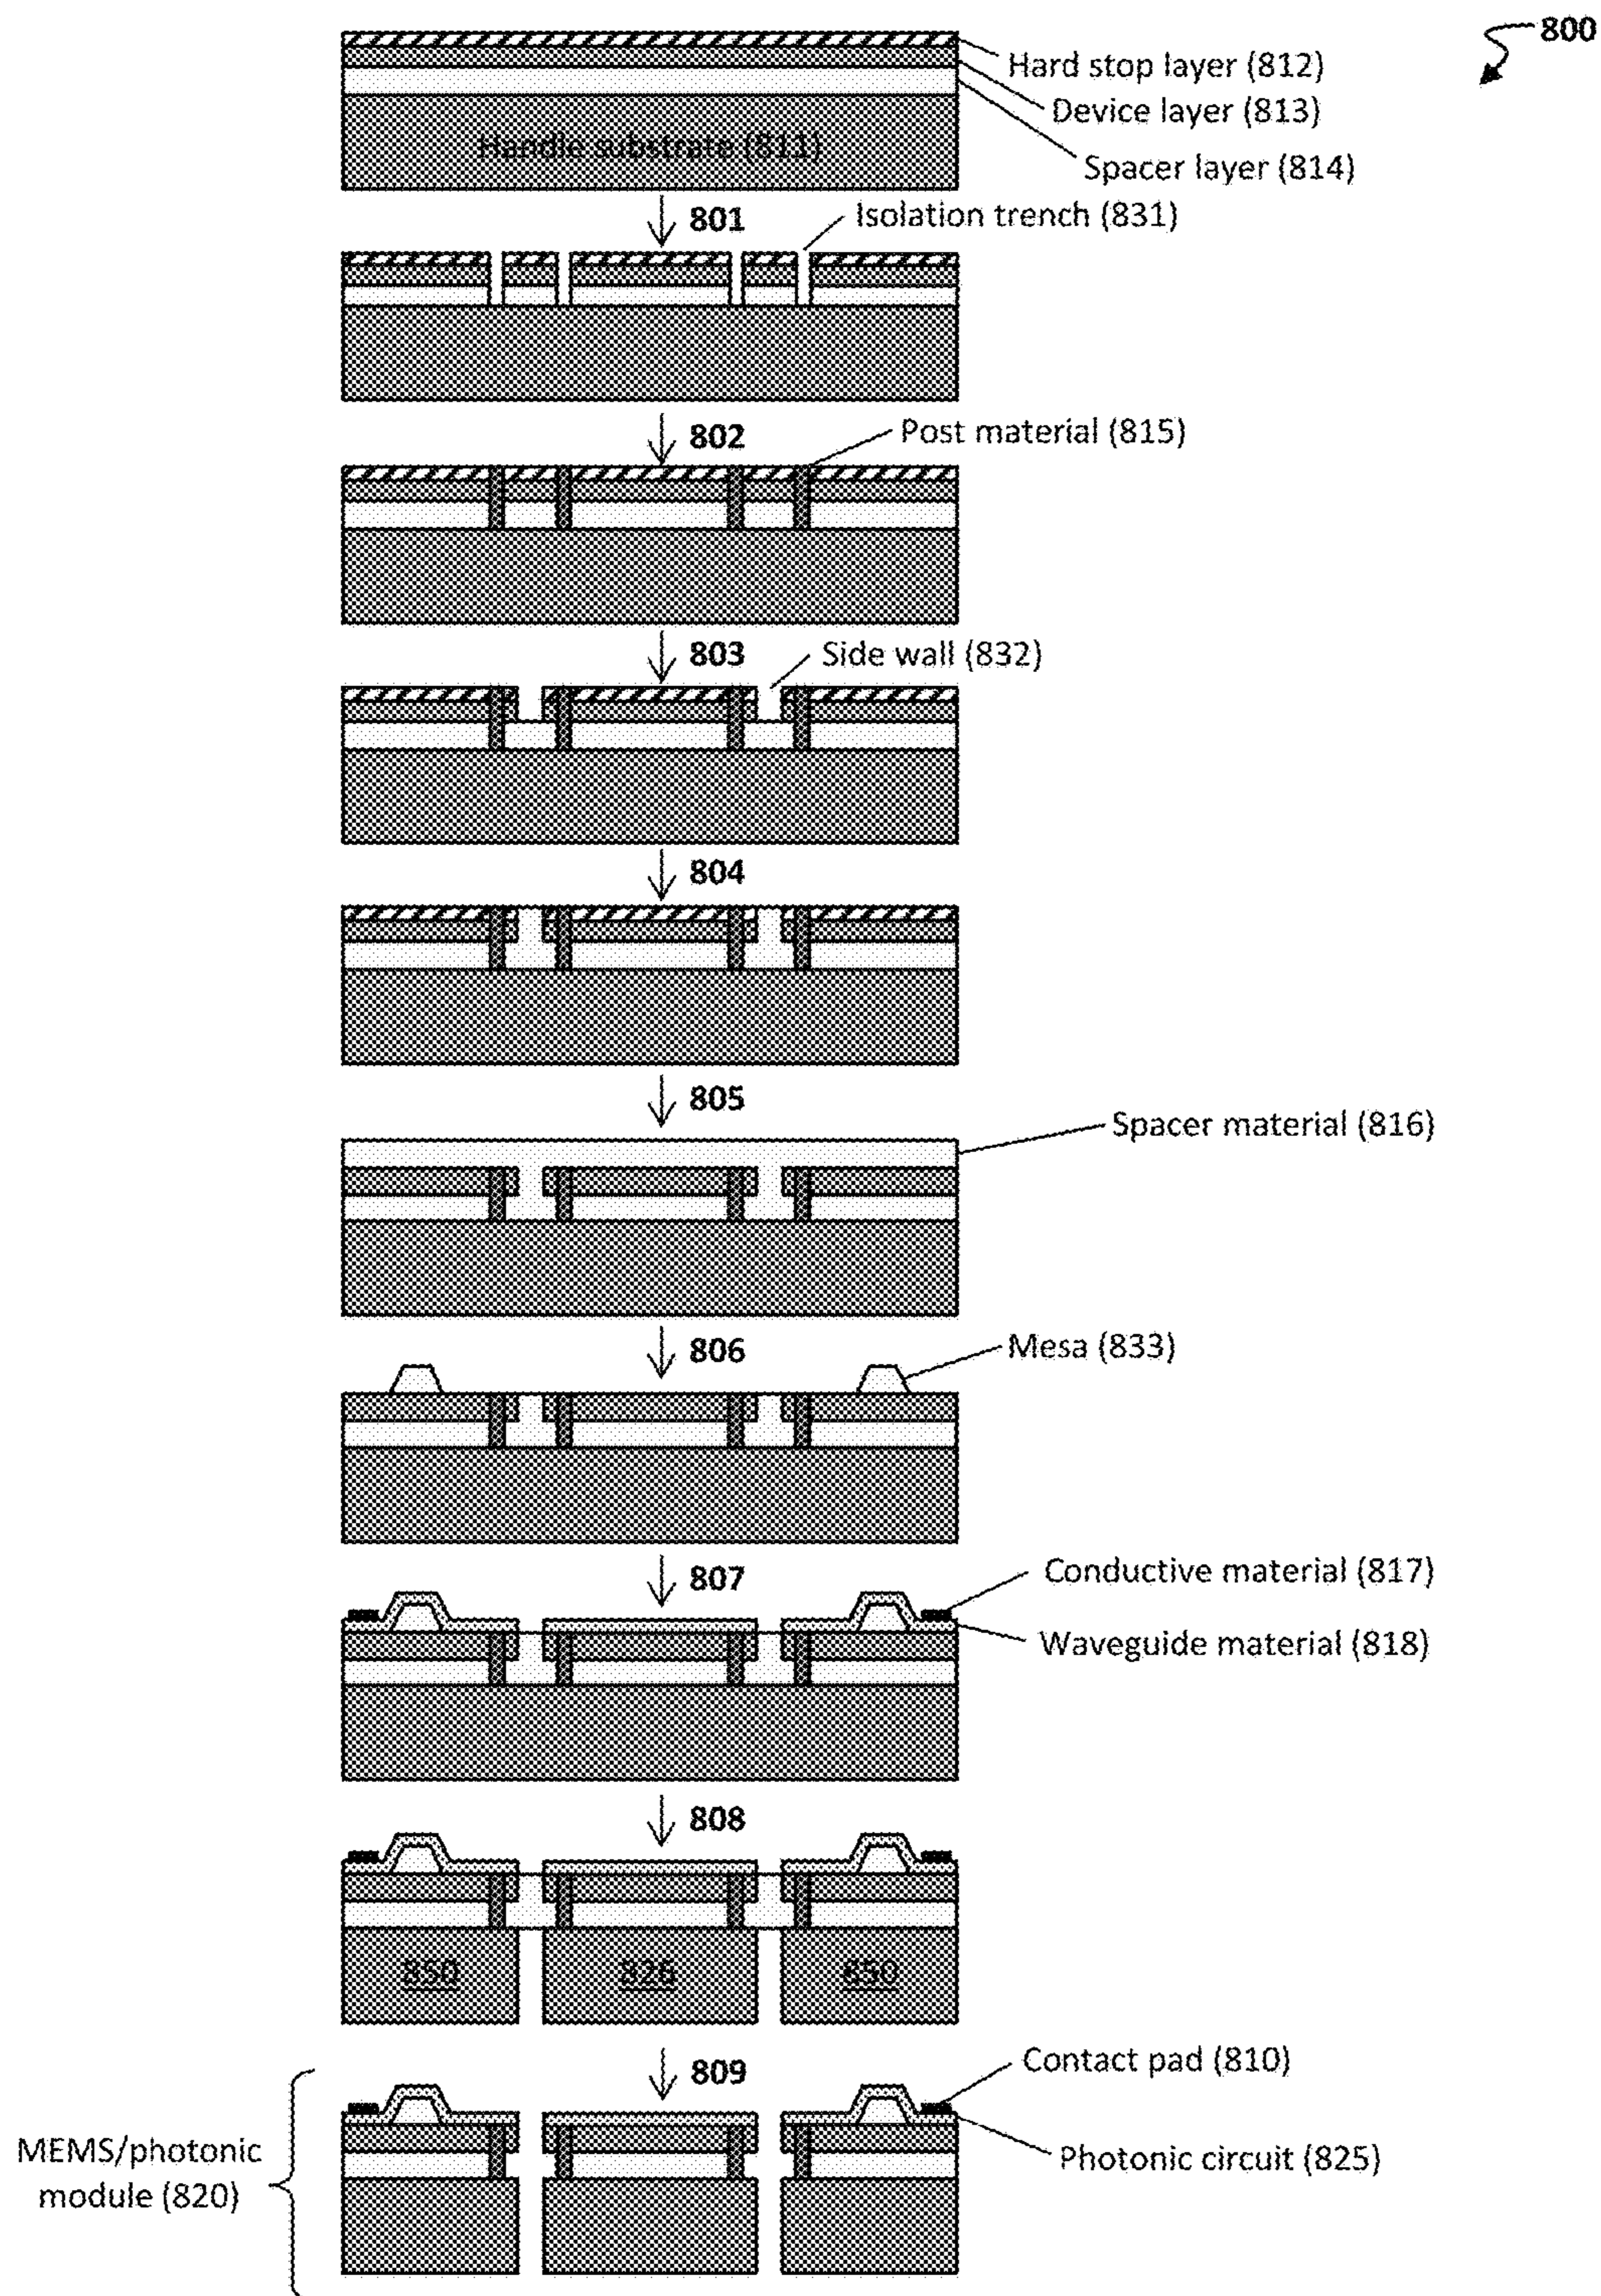 800
Hard stop layer (812)
Device layer (813)
Handle substrate (811)
Spacer layer (814)
801
Isolation trench (831)
802
Post material (815)
803
Side wall (832)
804
805
Spacer material (816)
806
Mesa (833)
807
Conductive material (817)
Waveguide material (818)
808
850
826
850
809
Contact pad (810)
MEMS/photonic
module (820)
Photonic circuit (825)